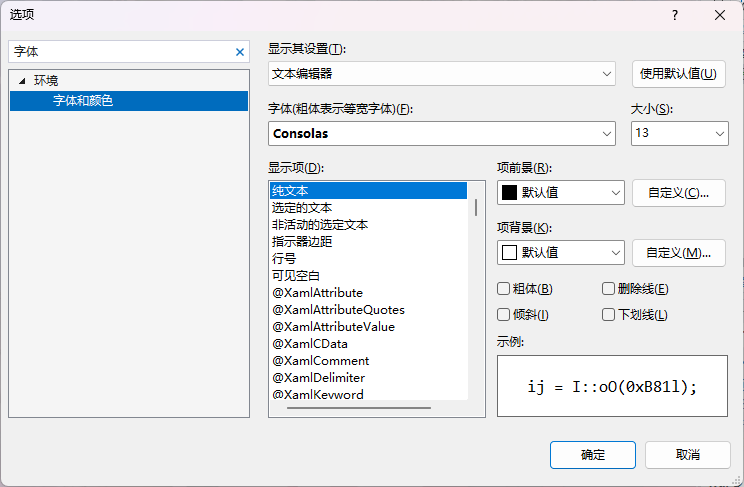 选项
字体
环境
字体和颜色
显示其设置(T):
文本编辑器
使用默认值(U)
字体(粗体表示等宽字体)(F):
大小(S):
Consolas
13
显示项(D):
纯文本
选定的文本
非活动的选定文本
指示器边距
行号
可见空白
@XamlAttribute
@XamlAttributeQuotes
@XamlAttributeValue
@XamlCData
@XamlComment
@XamlDelimiter
@XamlKeyword
项前景(R):
默认值
自定义(C)...
项背景(K):
默认值
自定义(M)...
粗体(B)
删除线(E)
倾斜(I)
下划线(L)
示例:
ij = I::oO(0xB81l);
确定
取消